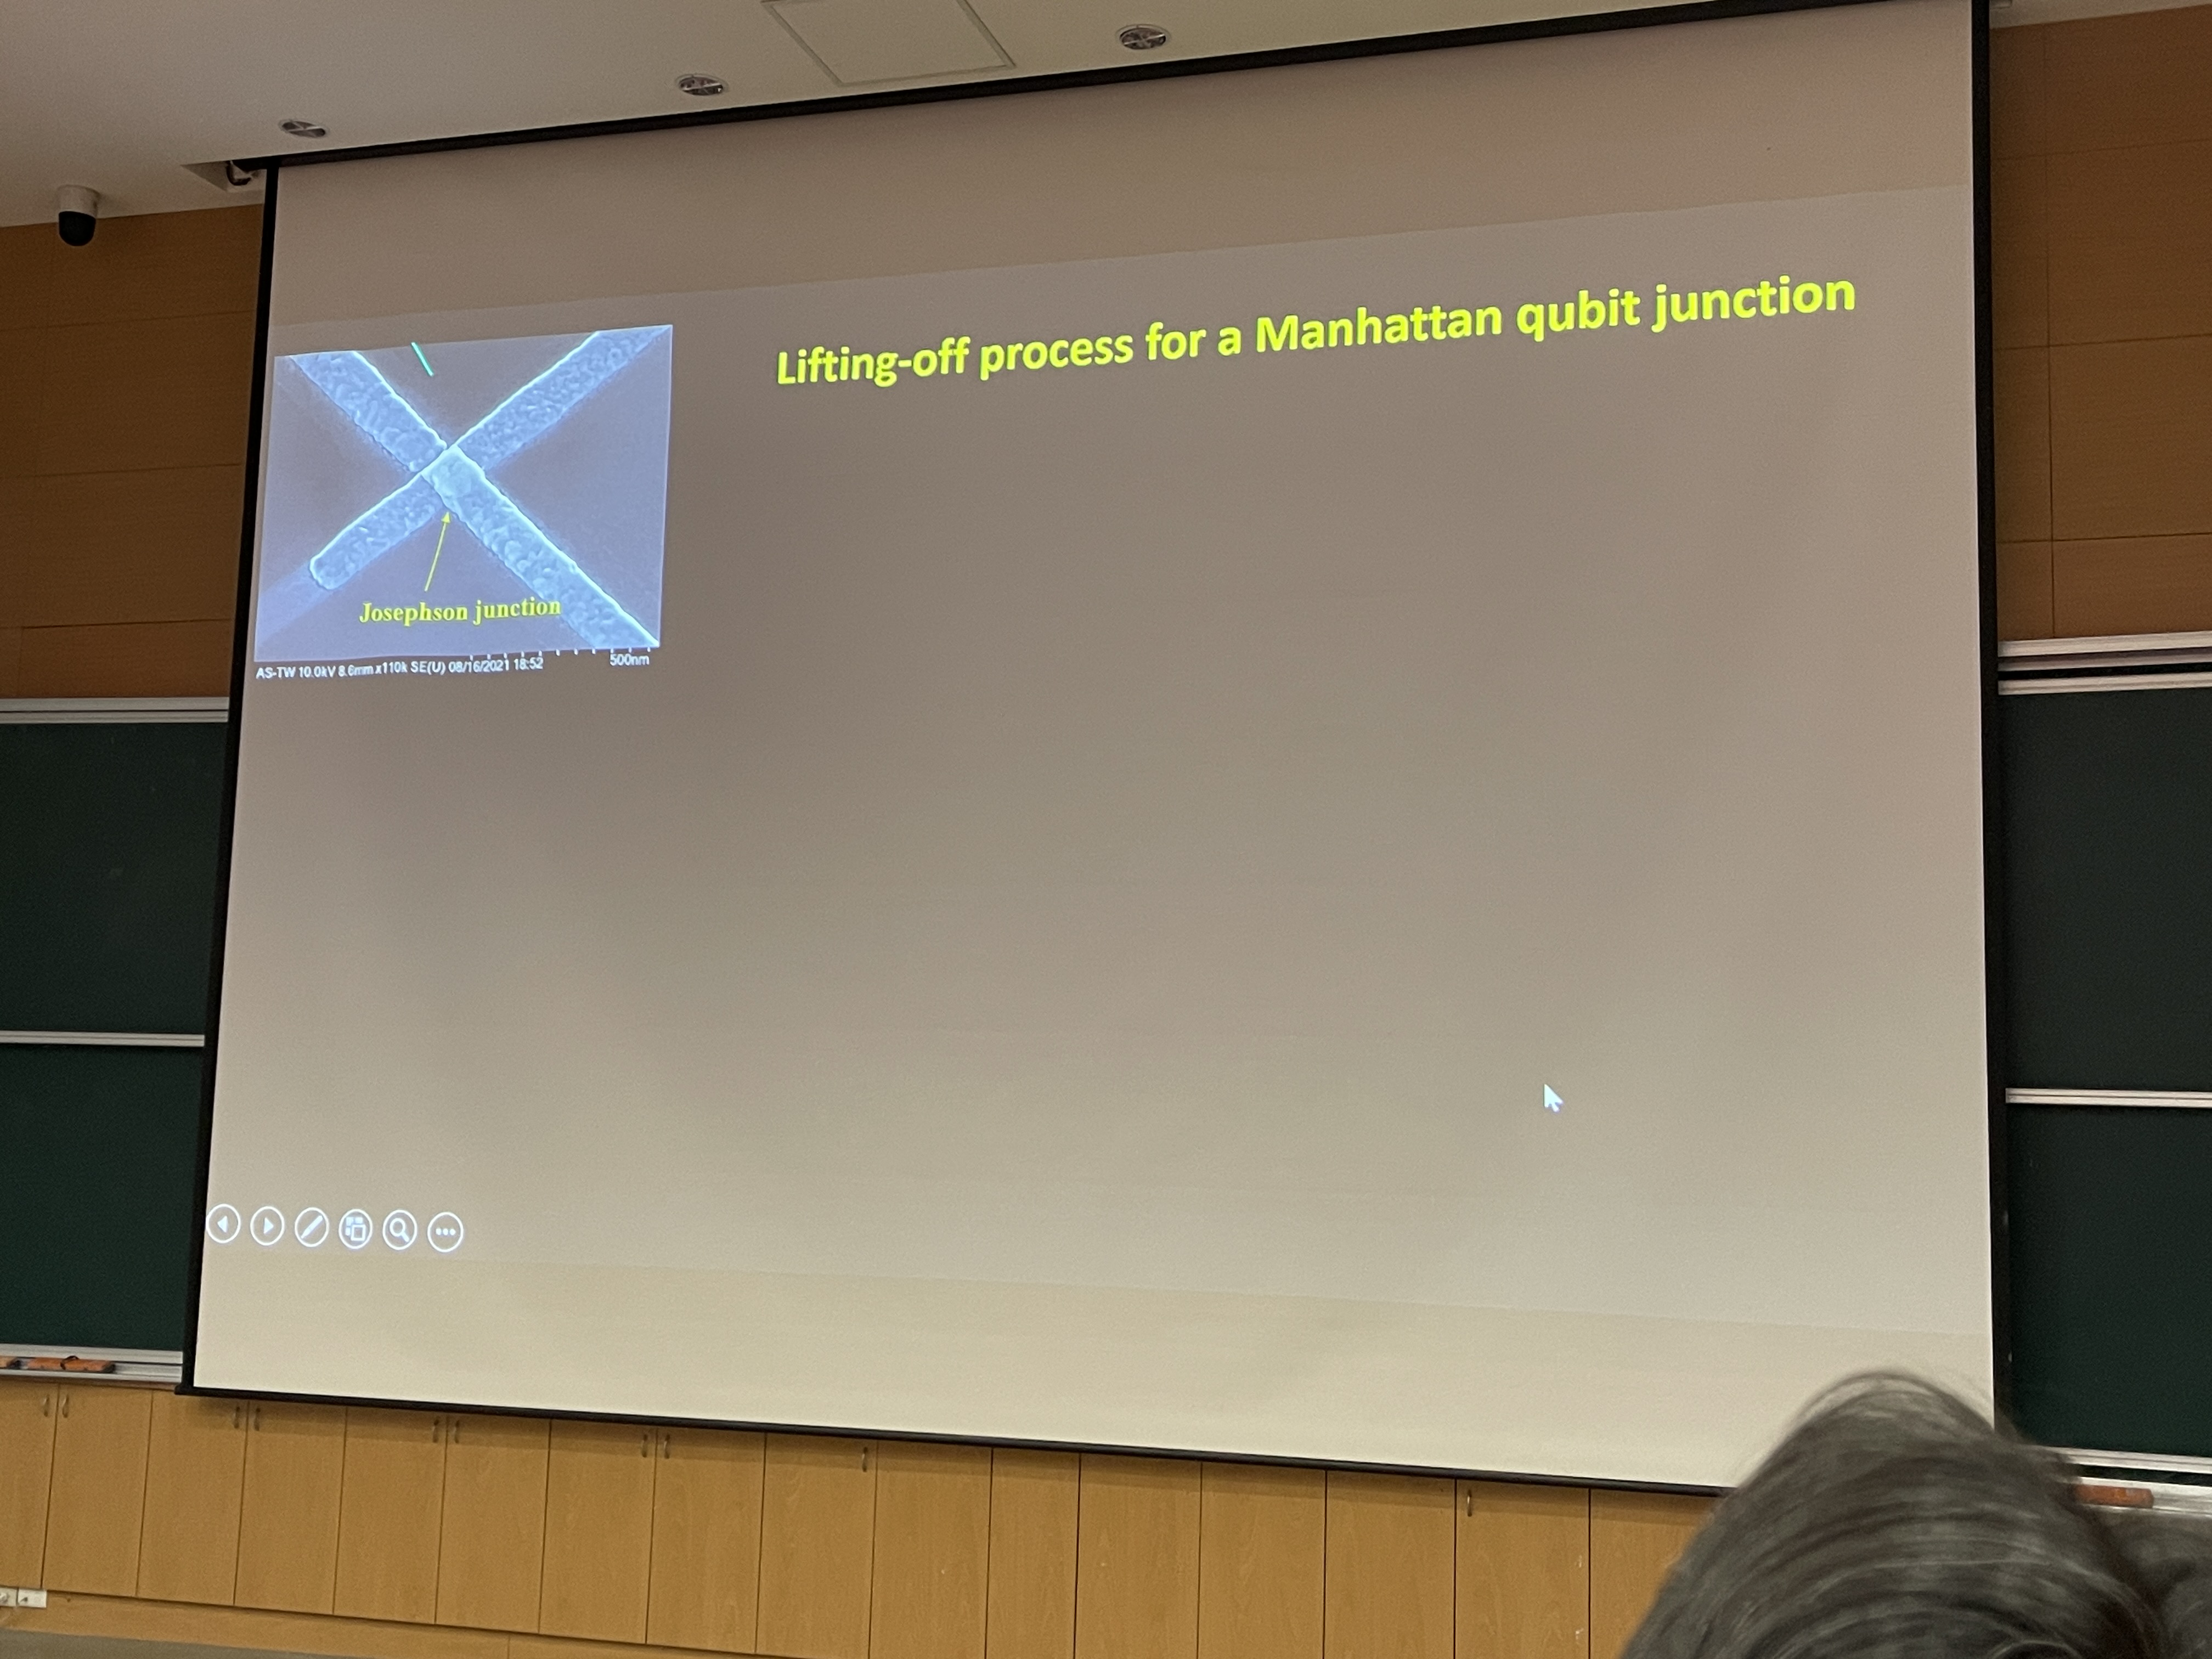 Lifting-off process for a Manhattan qubit junction
Josephson junction
AS-TW 10.0kV 8.6mm x110k SE(U) 08/16/2021 18:52
500nm